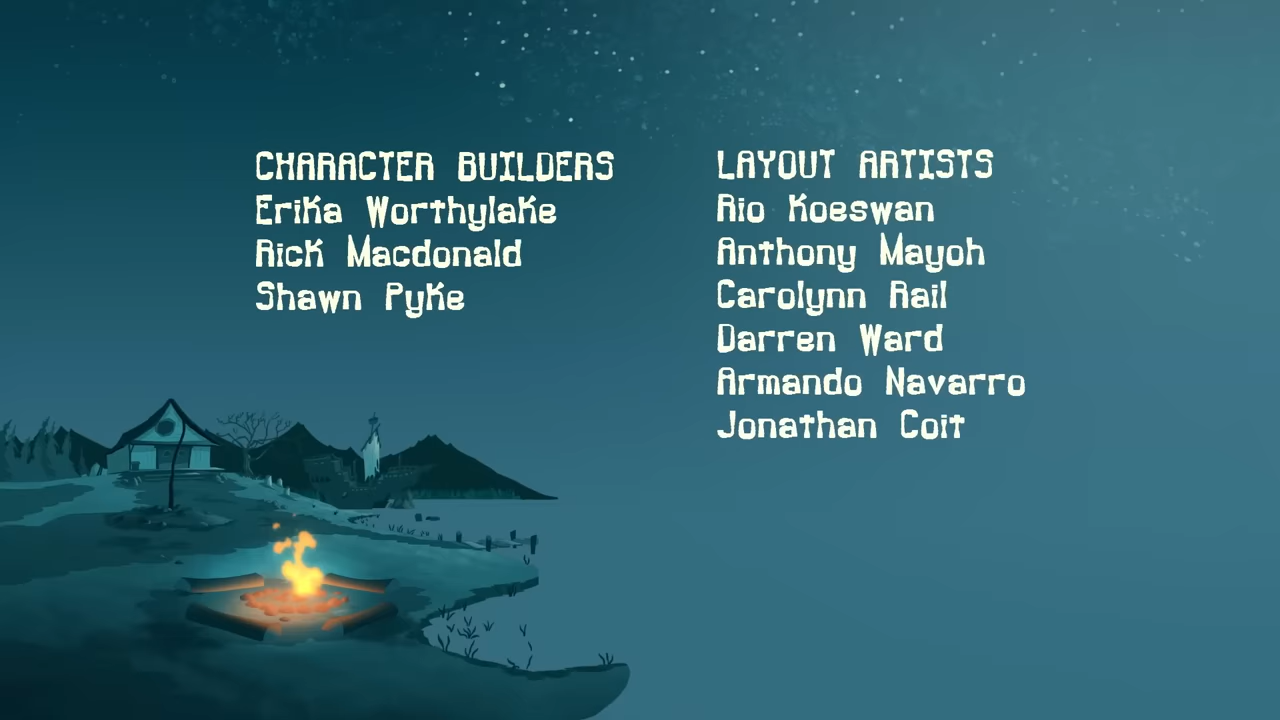 CHARACTER BUILDERS
Erika Worthylake
Rick Macdonald
Shawn Pyke
LAYOUT ARTISTS
Rio Koeswan
Anthony Mayoh
Carolynn Rail
Darren Ward
Armando Navarro
Jonathan Coit